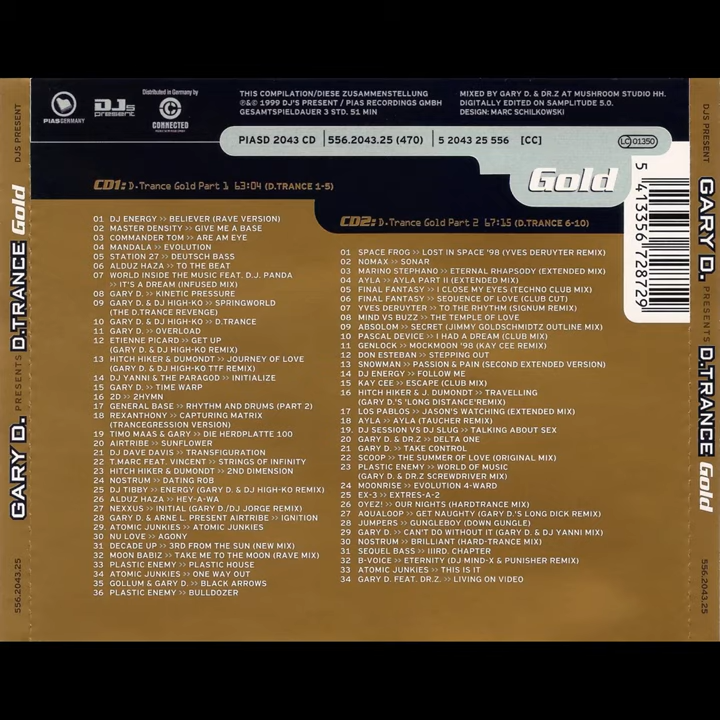 PIASGERMANY
DJs present
Distributed in Germany by
CONNECTED
THIS COMPILATION/DIESE ZUSAMMENSTELLUNG
℗&© 1999 DJ'S PRESENT / PIAS RECORDINGS GMBH
GESAMTSPIELDAUER 3 STD. 51 MIN
MIXED BY GARY D. & DR.Z AT MUSHROOM STUDIO HH.
DIGITALLY EDITED ON SAMPLITUDE 5.0.
DESIGN: MARC SCHILKOWSKI
PIASD 2043 CD | 556.2043.25 (470) | 5 2043 25 556 [CC]
LC 01350
Gold
5 413356 728729
CD1: D.Trance Gold Part 1 63:04 (D.TRANCE 1-5)
01 DJ ENERGY >> BELIEVER (RAVE VERSION)
02 MASTER DENSITY >> GIVE ME A BASE
03 COMMANDER TOM >> ARE AM EYE
04 MANDALA >> EVOLUTION
05 STATION 27 >> DEUTSCH BASS
06 ALDUZ HAZA >> TO THE BEAT
07 WORLD INSIDE THE MUSIC FEAT. D.J. PANDA
>> IT'S A DREAM (INFUSED MIX)
08 GARY D. >> KINETIC PRESSURE
09 GARY D. & DJ HIGH-KO >> SPRINGWORLD
(THE D.TRANCE REVENGE)
10 GARY D. & DJ HIGH-KO >> D.TRANCE
11 GARY D. >> OVERLOAD
12 ETIENNE PICARD >> GET UP
(GARY D. & DJ HIGH-KO REMIX)
13 HITCH HIKER & DUMONDT >> JOURNEY OF LOVE
(GARY D. & DJ HIGH-KO TTF REMIX)
14 DJ YANNI & THE PARAGOD >> INITIALIZE
15 GARY D. >> TIME WARP
16 2D >> 2HYMN
17 GENERAL BASE >> RHYTHM AND DRUMS (PART 2)
18 REXANTHONY >> CAPTURING MATRIX
(TRANCEGRESSION VERSION)
19 TIMO MAAS & GARY >> DIE HERDPLATTE 100
20 AIRTRIBE >> SUNFLOWER
21 DJ DAVE DAVIS >> TRANSFIGURATION
22 T.MARC FEAT. VINCENT >> STRINGS OF INFINITY
23 HITCH HIKER & DUMONDT >> 2ND DIMENSION
24 NOSTRUM >> DATING ROB
25 DJ TIBBY >> ENERGY (GARY D. & DJ HIGH-KO REMIX)
26 ALDUZ HAZA >> HEY-A-WA
27 NEXXUS >> INITIAL (GARY D./DJ JORGE REMIX)
28 GARY D. & ARNE L. PRESENT AIRTRIBE >> IGNITION
29 ATOMIC JUNKIES >> ATOMIC JUNKIES
30 NU LOVE >> AGONY
31 DECADE UP >> 3RD FROM THE SUN (NEW MIX)
32 MOON BABIZ >> TAKE ME TO THE MOON (RAVE MIX)
33 PLASTIC ENEMY >> PLASTIC HOUSE
34 ATOMIC JUNKIES >> ONE WAY OUT
35 GOLLUM & GARY D. >> BLACK ARROWS
36 PLASTIC ENEMY >> BULLDOZER
CD2: D.Trance Gold Part 2 67:15 (D.TRANCE 6-10)
01 SPACE FROG >> LOST IN SPACE '98 (YVES DERUYTER REMIX)
02 NOMAX >> SONAR
03 MARINO STEPHANO >> ETERNAL RHAPSODY (EXTENDED MIX)
04 AYLA >> AYLA PART II (EXTENDED MIX)
05 FINAL FANTASY >> I CLOSE MY EYES (TECHNO CLUB MIX)
06 FINAL FANTASY >> SEQUENCE OF LOVE (CLUB CUT)
07 YVES DERUYTER >> TO THE RHYTHM (SIGNUM REMIX)
08 MIND VS BUZZ >> THE TEMPLE OF LOVE
09 ABSOLOM >> SECRET (JIMMY GOLDSCHMIDTZ OUTLINE MIX)
10 PASCAL DEVICE >> I HAD A DREAM (CLUB MIX)
11 GENLOCK >> MOCKMOON '98 (KAY CEE REMIX)
12 DON ESTEBAN >> STEPPING OUT
13 SNOWMAN >> PASSION & PAIN (SECOND EXTENDED VERSION)
14 DJ ENERGY >> FOLLOW ME
15 KAY CEE >> ESCAPE (CLUB MIX)
16 HITCH HIKER & J. DUMONDT >> TRAVELLING
(GARY D.'S 'LONG DISTANCE'REMIX)
17 LOS PABLOS >> JASON'S WATCHING (EXTENDED MIX)
18 AYLA >> AYLA (TAUCHER REMIX)
19 DJ SESSION VS DJ SLUG >> TALKING ABOUT SEX
20 GARY D. & DR.Z >> DELTA ONE
21 GARY D. >> TAKE CONTROL
22 SCOOP >> THE SUMMER OF LOVE (ORIGINAL MIX)
23 PLASTIC ENEMY >> WORLD OF MUSIC
(GARY D. & DR.Z SCREWDRIVER MIX)
24 MOONRISE >> EVOLUTION 4-WARD
25 EX-3 >> EXTRES-A-2
26 OYEZ! >> OUR NIGHTS (HARDTRANCE MIX)
27 AQUALOOP >> GET NAUGHTY (GARY D.'S LONG DICK REMIX)
28 JUMPERS >> GUNGLEBOY (DOWN GUNGLE)
29 GARY D. >> CAN'T DO WITHOUT IT (GARY D. & DJ YANNI MIX)
30 NOSTRUM >> BRILLIANT (HARD-TRANCE MIX)
31 SEQUEL BASS >> IIIRD. CHAPTER
32 B-VOICE >> ETERNITY (DJ MIND-X & PUNISHER REMIX)
33 ATOMIC JUNKIES >> THIS IS IT
34 GARY D. FEAT. DR.Z. >> LIVING ON VIDEO
DJS PRESENT
GARY D. PRESENTS D.TRANCE Gold
556.2043.25
DJS PRESENT
GARY D. PRESENTS D.TRANCE Gold
556.2043.25